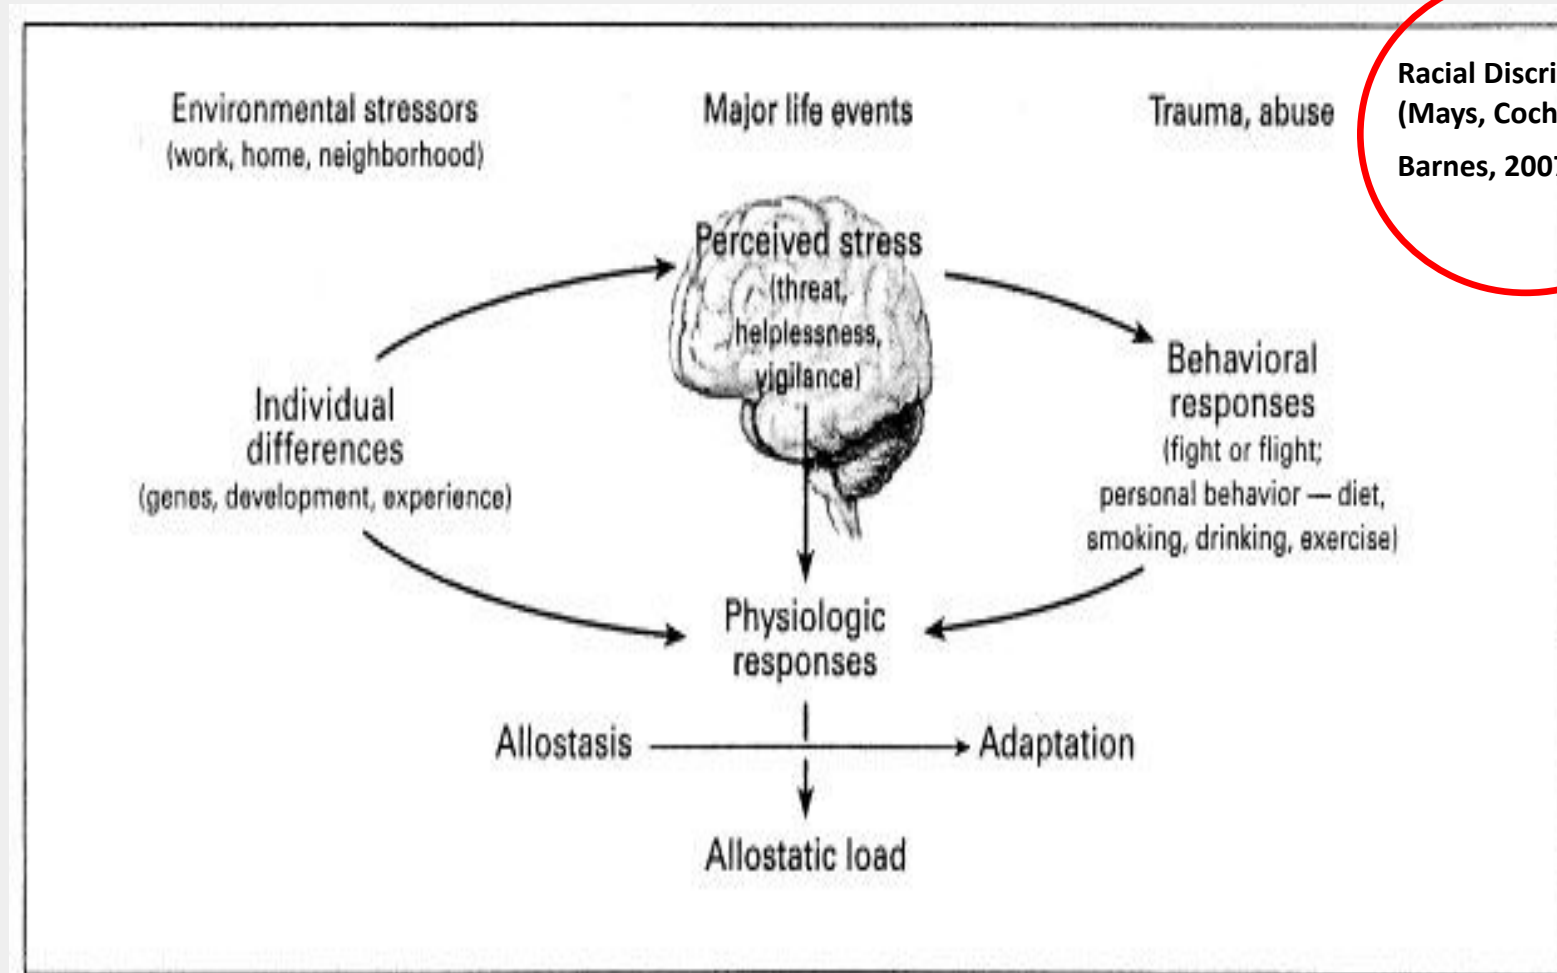 Environmental stressors
(work, home, neighborhood)
Major life events
Trauma, abuse
Racial Discri
(Mays, Coch
Barnes, 2007
Perceived stress
(threat,
helplessness,
vigilance)
Individual
differences
(genes, development, experience)
Behavioral
responses
(fight or flight;
personal behavior — diet,
smoking, drinking, exercise)
Physiologic
responses
Allostasis
Adaptation
Allostatic load